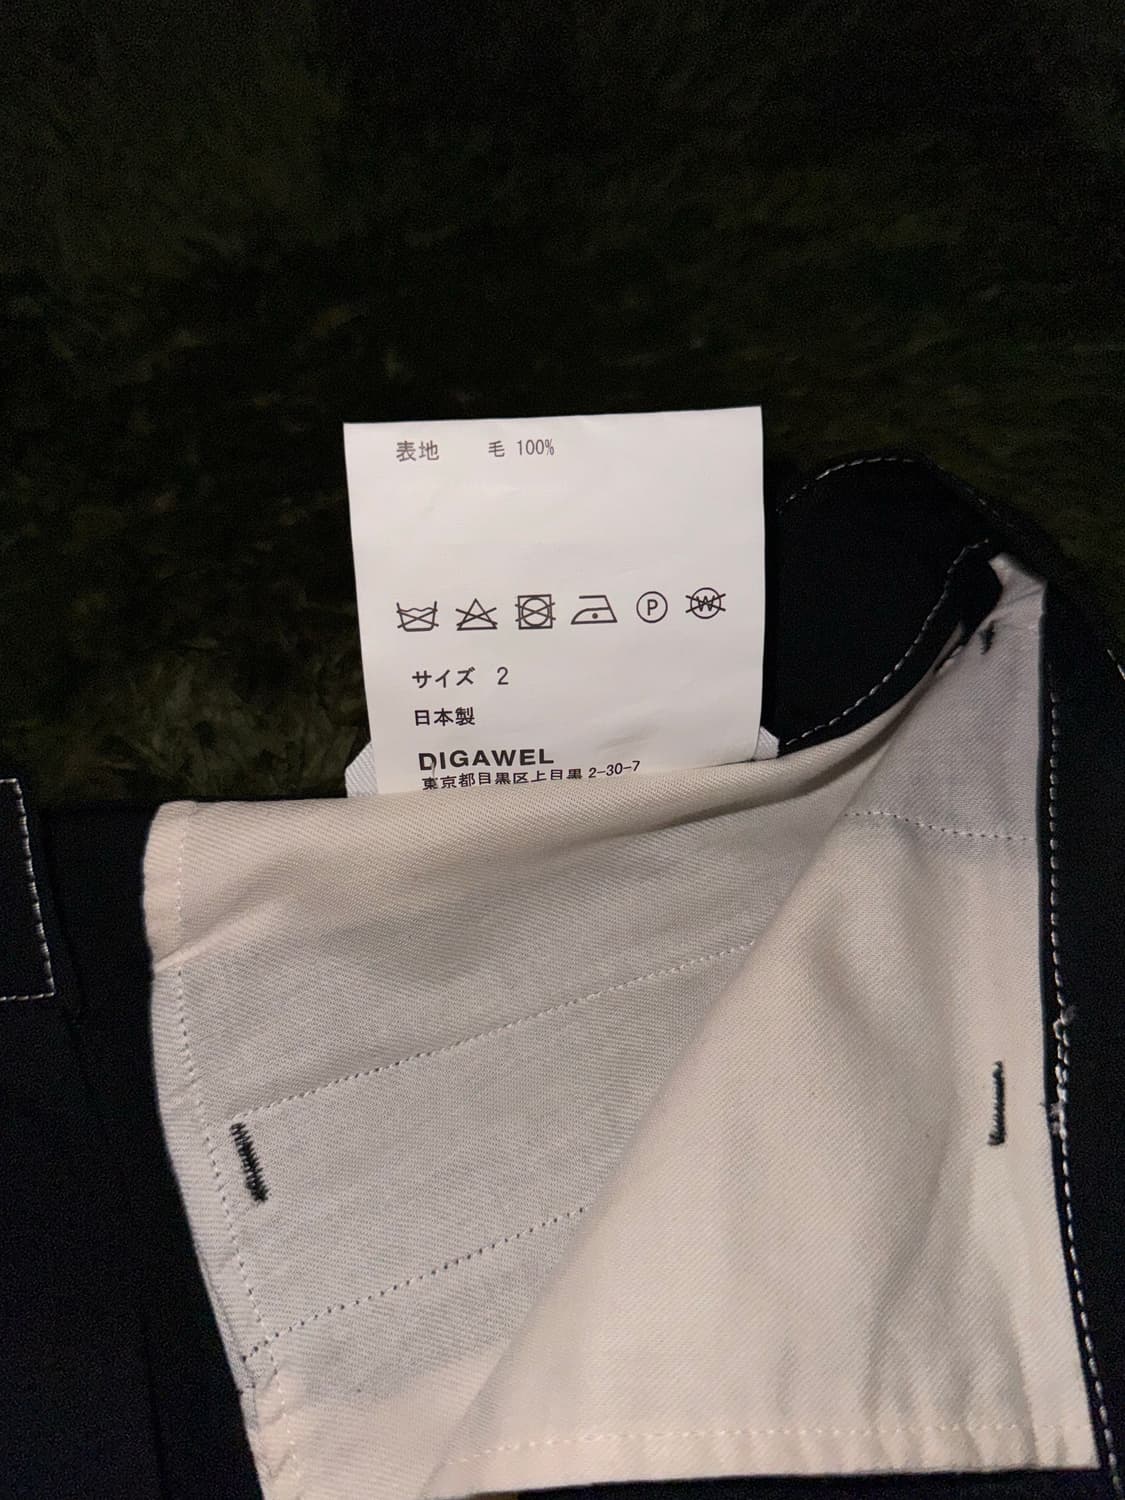 表地 毛 100%
P W
サイズ 2
日本製
DIGAWEL
東京都目黒区上目黒 2-30-7